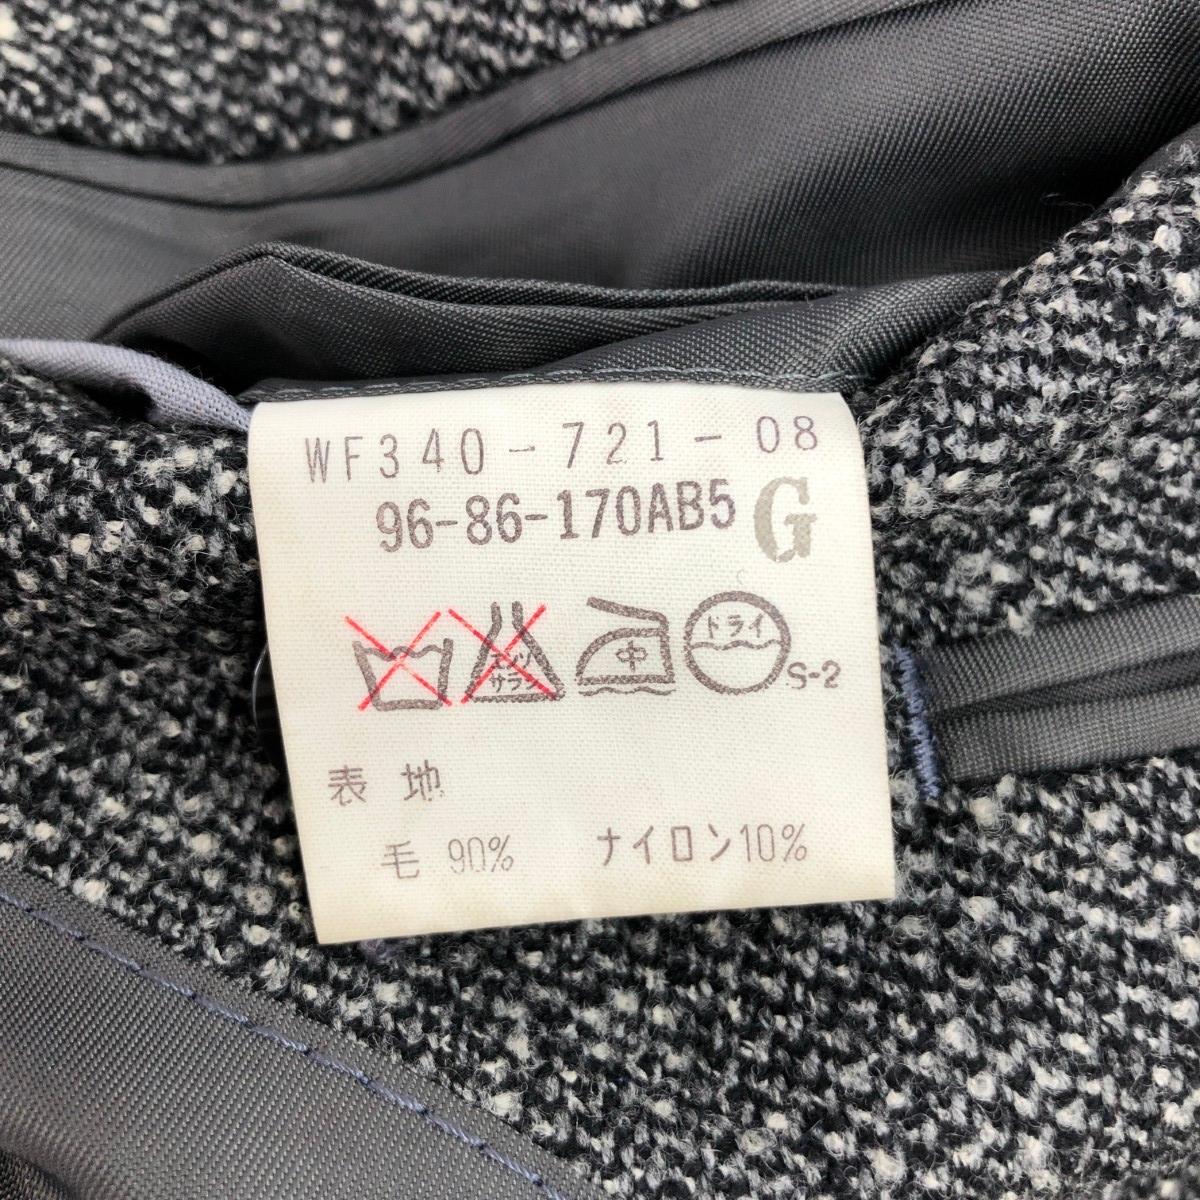 WF340-721-08
96-86-170AB5 G
エンソ
サラシ
中
ドライ
S-2
表地
毛 90% ナイロン10%